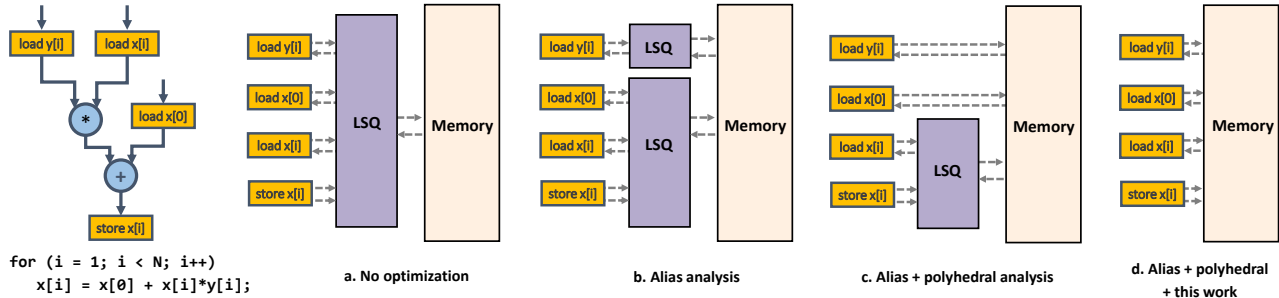 load y[i]
load x[i]
load x[0]
*
+
store x[i]
for (i = 1; i < N; i++)
x[i] = x[0] + x[i]*y[i];
load y[i]
load x[0]
load x[i]
store x[i]
LSQ
Memory
a. No optimization
load y[i]
load x[0]
load x[i]
store x[i]
LSQ
LSQ
Memory
b. Alias analysis
load y[i]
load x[0]
load x[i]
store x[i]
LSQ
Memory
c. Alias + polyhedral analysis
load y[i]
load x[0]
load x[i]
store x[i]
Memory
d. Alias + polyhedral
+ this work